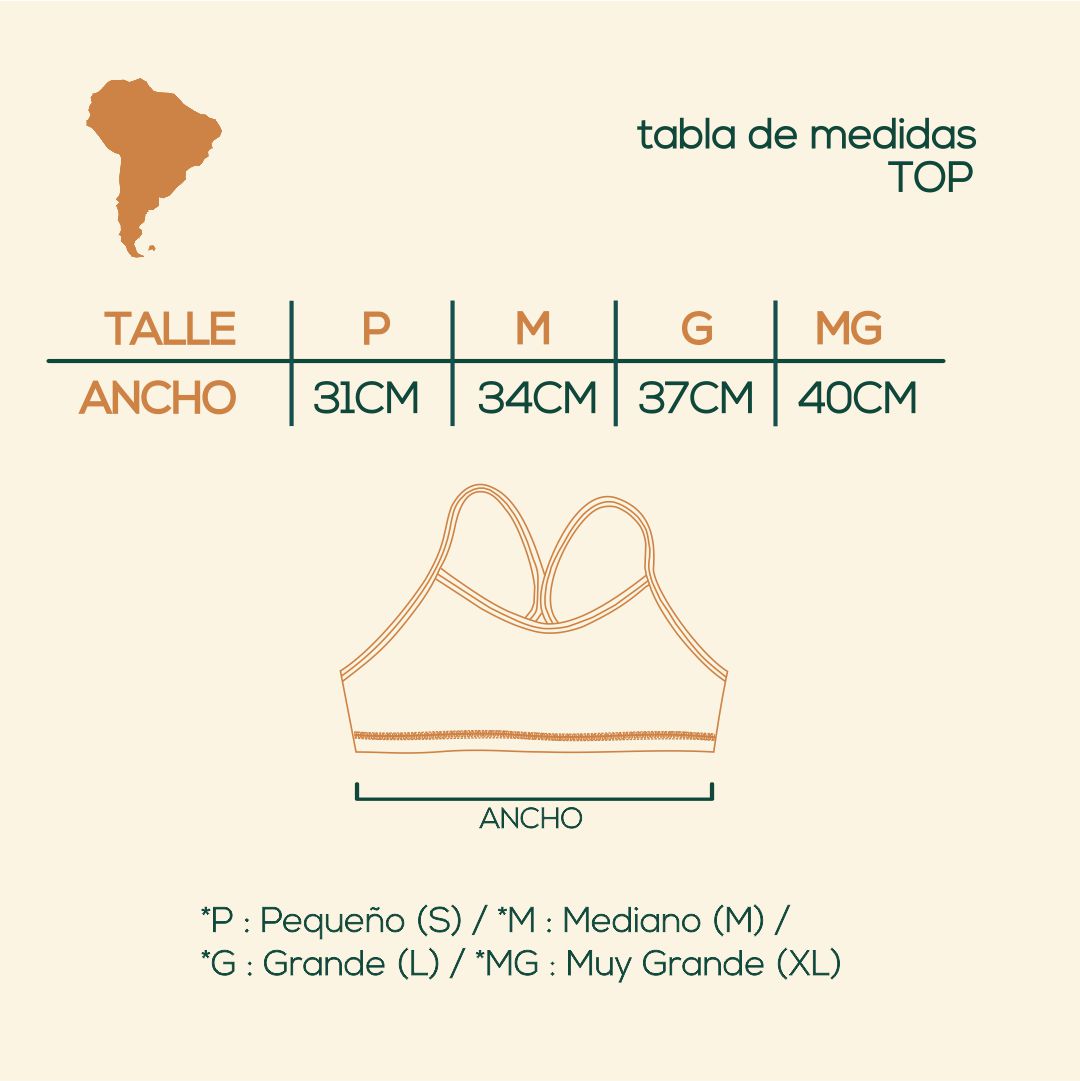 tabla de medidas
TOP
TALLE P M G MG
ANCHO 31CM 34CM 37CM 40CM
ANCHO
*P : Pequeño (S) / *M : Mediano (M) /
*G : Grande (L) / *MG : Muy Grande (XL)